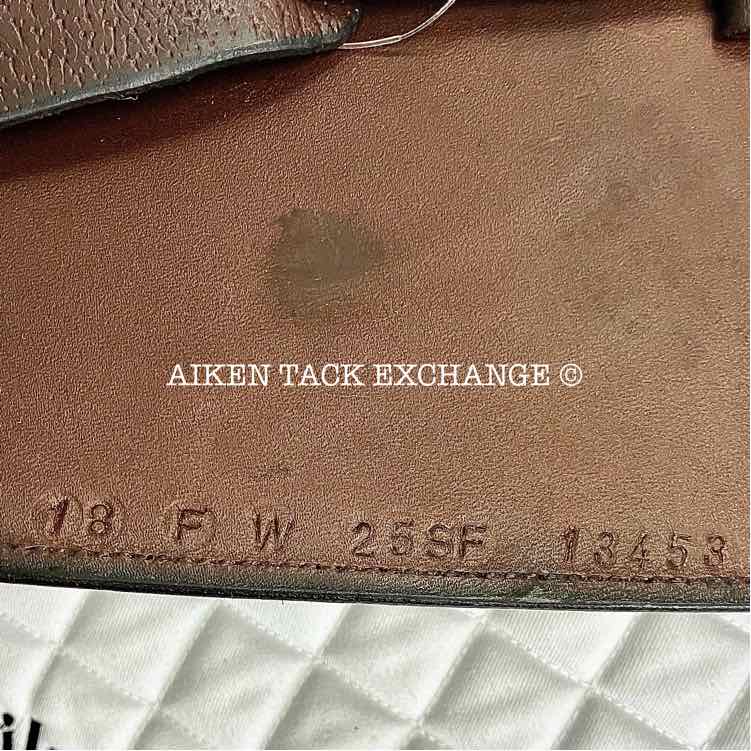 AIKEN TACK EXCHANGE ©
18 F W 25SF 13453